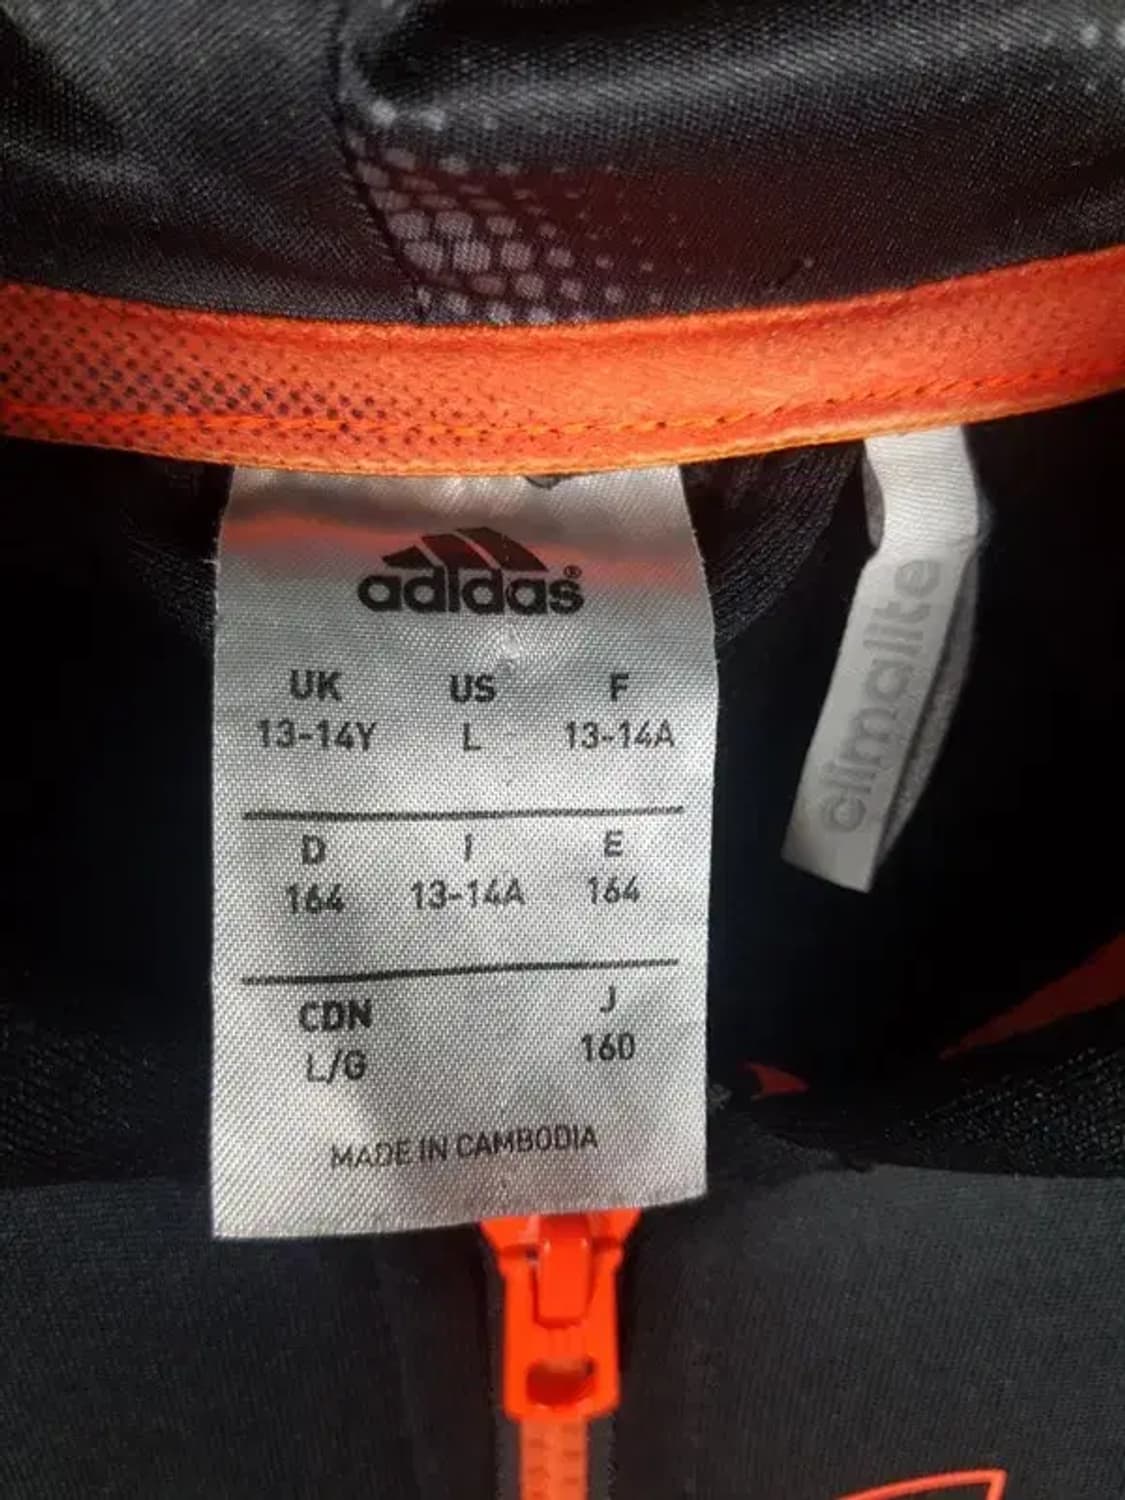 adidas®
UK US F
13-14Y L 13-14A
D I E
164 13-14A 164
CDN J
L/G 160
MADE IN CAMBODIA
climalite